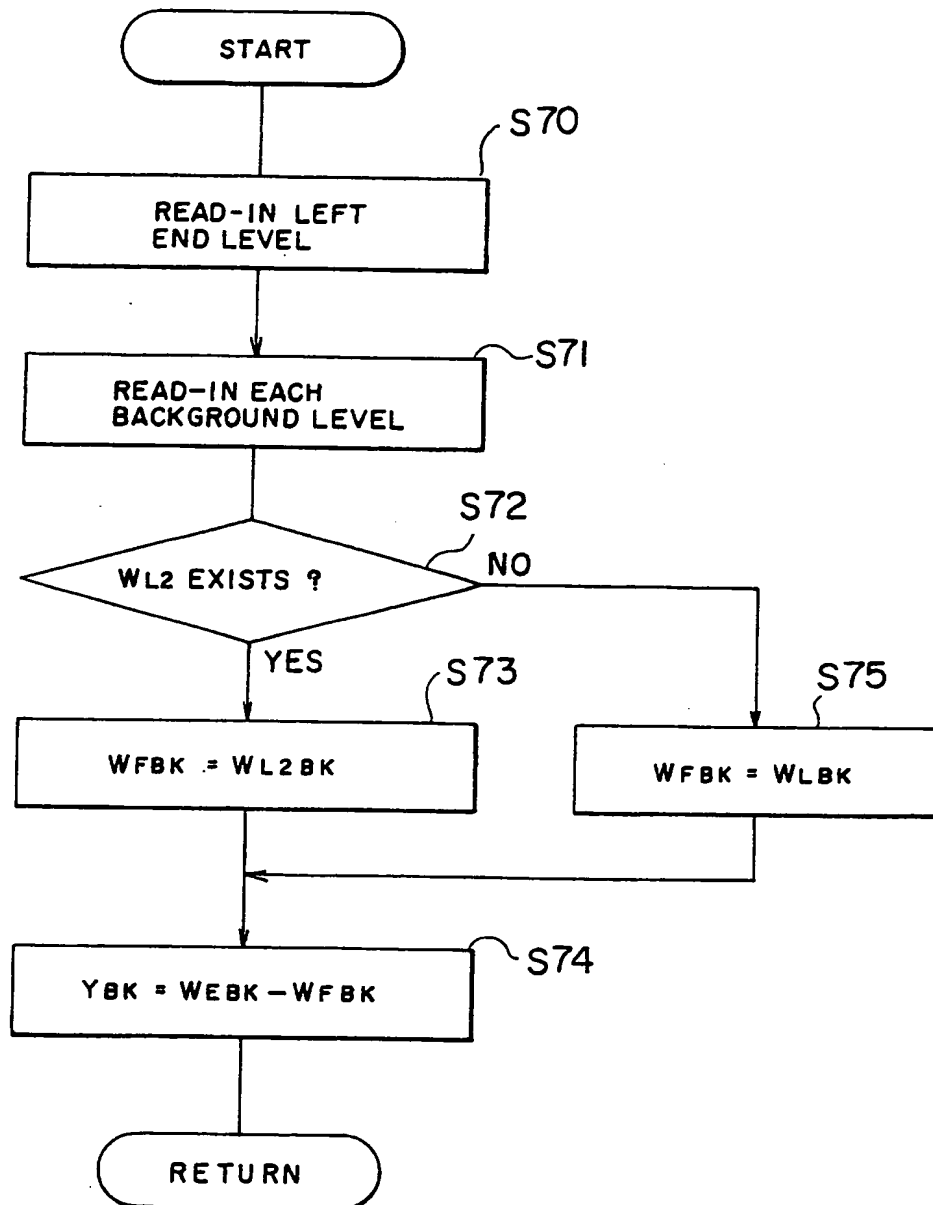 START
S70
READ-IN LEFT
END LEVEL
S71
READ-IN EACH
BACKGROUND LEVEL
S72
WL2 EXISTS ?
NO
YES
S73
WFBK = WL2BK
S75
WFBK = WLBK
S74
YBK = WEBK-WFBK
RETURN